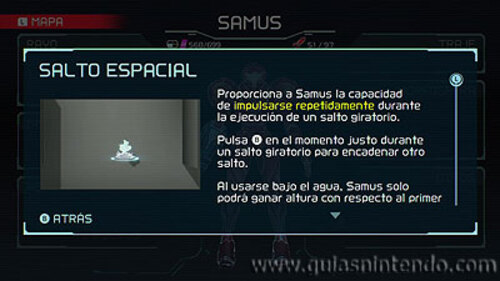 L MAPA
SAMUS
RAYO
TRAJE
SALTO ESPACIAL
Proporciona a Samus la capacidad
de impulsarse repetidamente durante
la ejecución de un salto giratorio.
Pulsa B en el momento justo durante
un salto giratorio para encadenar otro
salto.
Al usarse bajo el agua, Samus solo
podrá ganar altura con respecto al primer
B ATRÁS
L
www.guiasnintendo.com